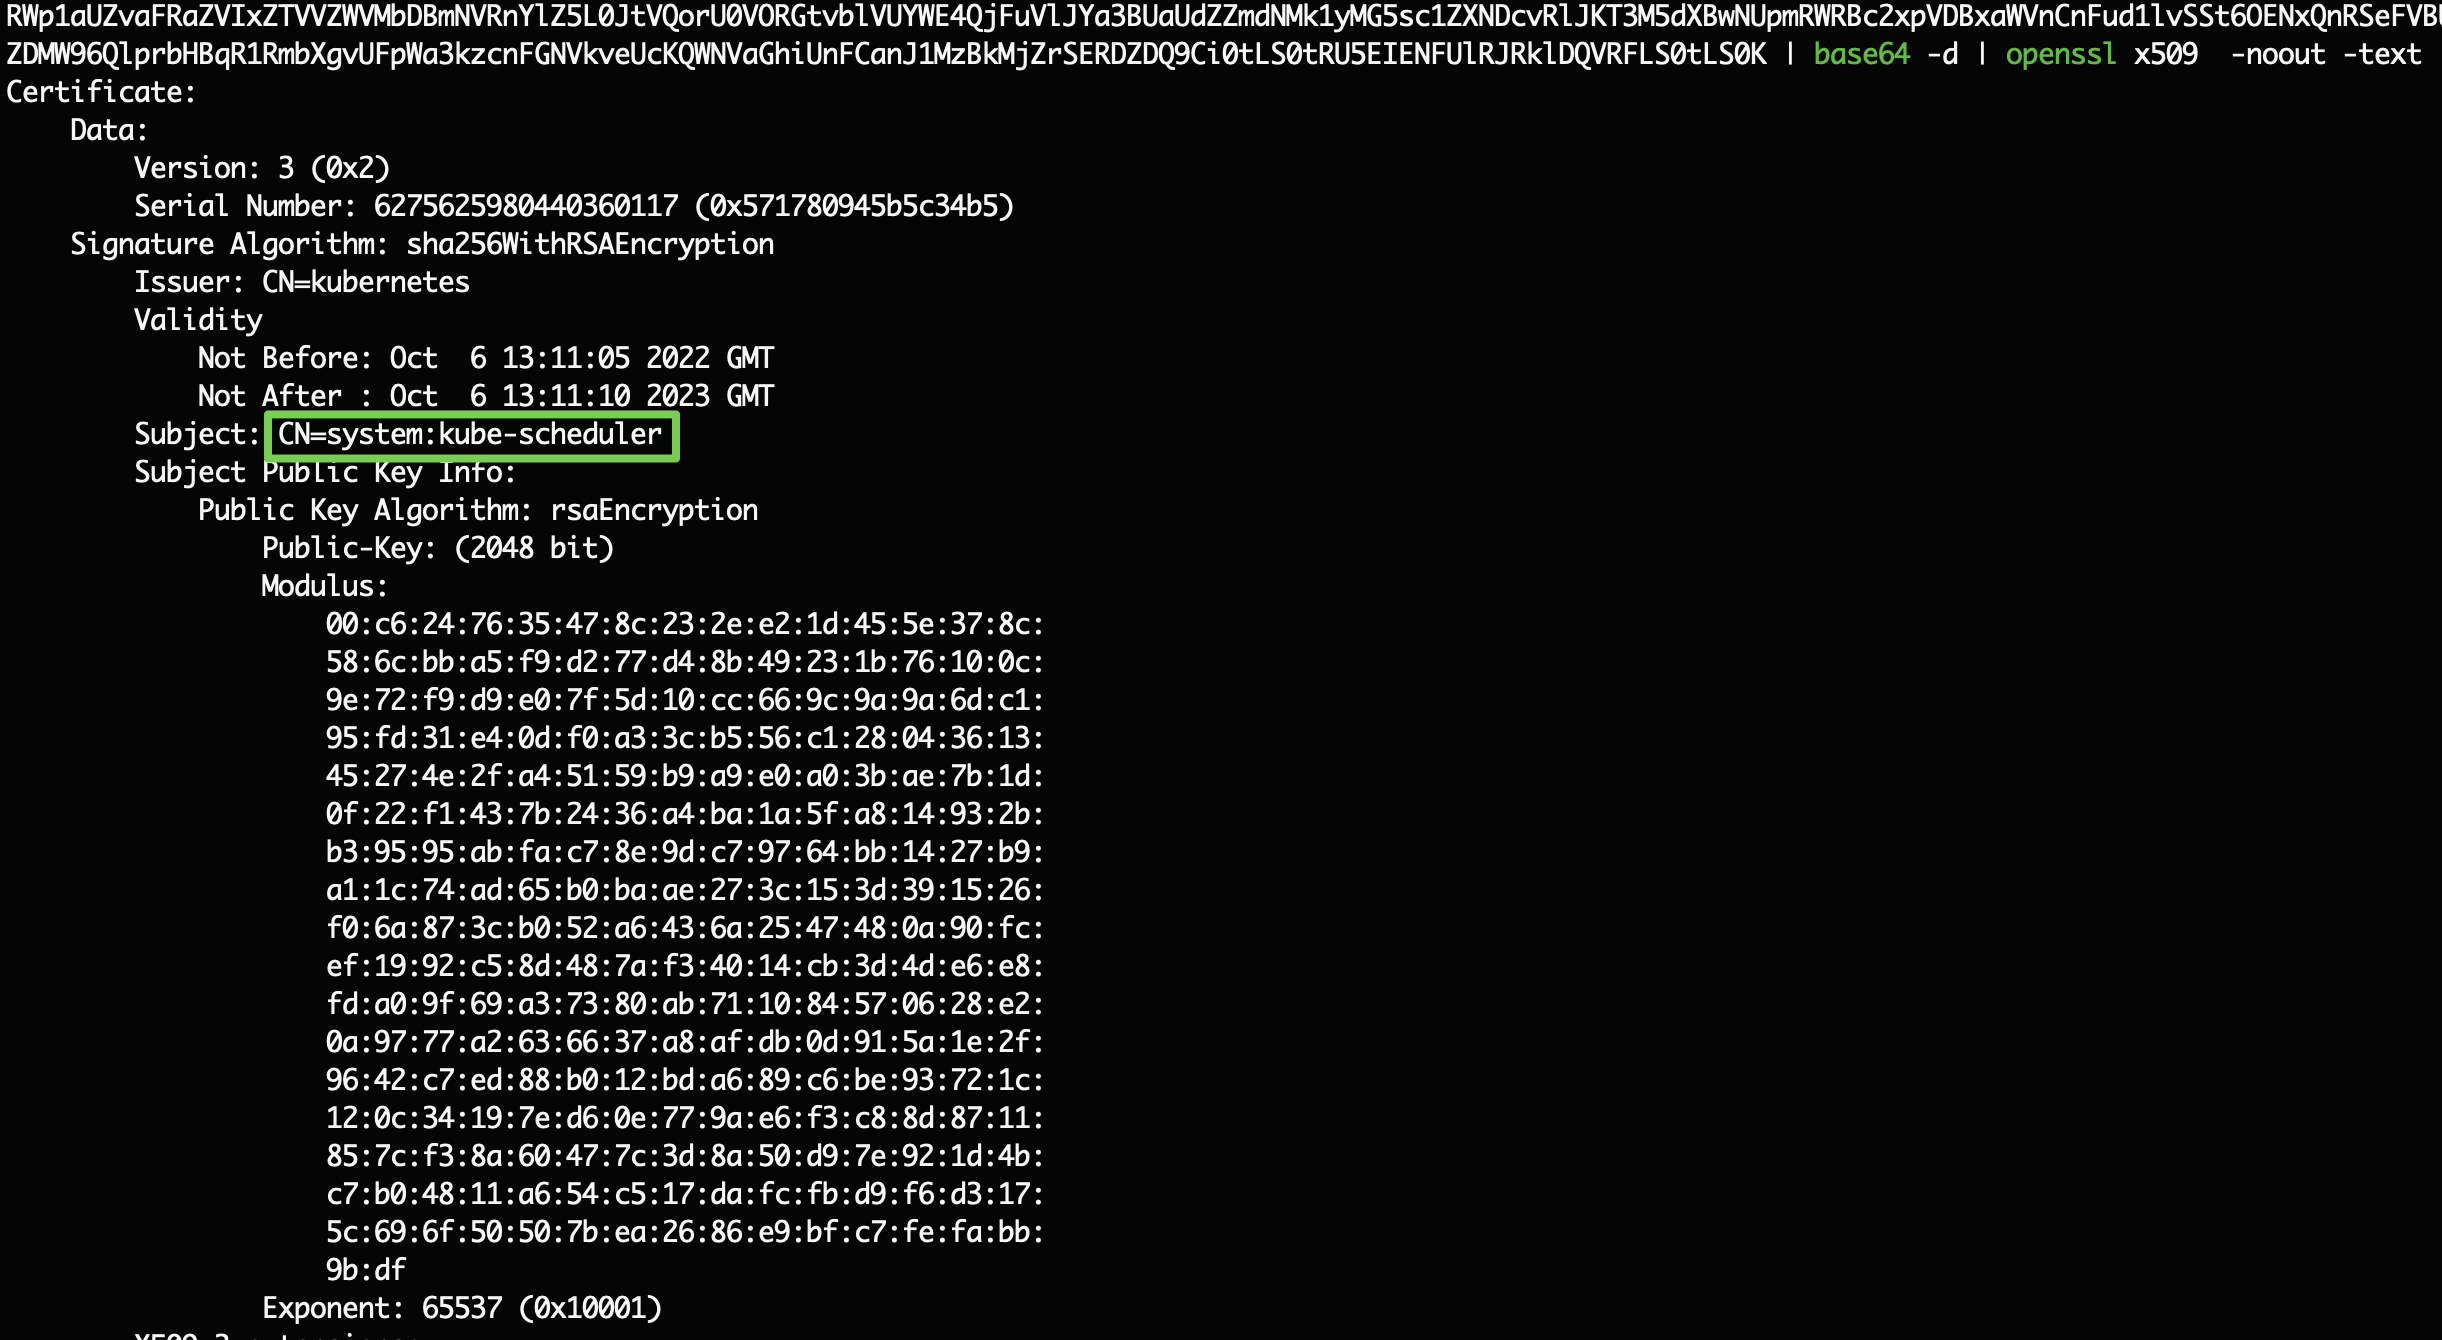 RWp1aUZvaFRaZVIxZTVVZWVMbDBmNVRnYlZ5L0JtVQorU0VORGtvblVUYWE4QjFuVlJYa3BUaUdZZmdNMk1yMG5sc1ZXNDcvRlJKT3M5dXBwNUpmRWRBc2xpVDBxaWVnCnFud1lvSSt6OENxQnRSeFVBU
ZDMW96QlprbHBqR1RmbXgvUFpWa3kzcnFGNVkveUcKQWNVaGhiUnFCanJ1MzBkMjZrSERDZDQ9Ci0tLS0tRU5EIENFUlRJRklDQVRFLS0tLS0K | base64 -d | openssl x509  -noout -text
Certificate:
Data:
Version: 3 (0x2)
Serial Number: 6275625980440360117 (0x571780945b5c34b5)
Signature Algorithm: sha256WithRSAEncryption
Issuer: CN=kubernetes
Validity
Not Before: Oct  6 13:11:05 2022 GMT
Not After : Oct  6 13:11:10 2023 GMT
Subject: CN=system:kube-scheduler
Subject Public Key Info:
Public Key Algorithm: rsaEncryption
Public-Key: (2048 bit)
Modulus:
00:c6:24:76:35:47:8c:23:2e:e2:1d:45:5e:37:8c:
58:6c:bb:a5:f9:d2:77:d4:8b:49:23:1b:76:10:0c:
9e:72:f9:d9:e0:7f:5d:10:cc:66:9c:9a:9a:6d:c1:
95:fd:31:e4:0d:f0:a3:3c:b5:56:c1:28:04:36:13:
45:27:4e:2f:a4:51:59:b9:a9:e0:a0:3b:ae:7b:1d:
0f:22:f1:43:7b:24:36:a4:ba:1a:5f:a8:14:93:2b:
b3:95:95:ab:fa:c7:8e:9d:c7:97:64:bb:14:27:b9:
a1:1c:74:ad:65:b0:ba:ae:27:3c:15:3d:39:15:26:
f0:6a:87:3c:b0:52:a6:43:6a:25:47:48:0a:90:fc:
ef:19:92:c5:8d:48:7a:f3:40:14:cb:3d:4d:e6:e8:
fd:a0:9f:69:a3:73:80:ab:71:10:84:57:06:28:e2:
0a:97:77:a2:63:66:37:a8:af:db:0d:91:5a:1e:2f:
96:42:c7:ed:88:b0:12:bd:a6:89:c6:be:93:72:1c:
12:0c:34:19:7e:d6:0e:77:9a:e6:f3:c8:8d:87:11:
85:7c:f3:8a:60:47:7c:3d:8a:50:d9:7e:92:1d:4b:
c7:b0:48:11:a6:54:c5:17:da:fc:fb:d9:f6:d3:17:
5c:69:6f:50:50:7b:ea:26:86:e9:bf:c7:fe:fa:bb:
9b:df
Exponent: 65537 (0x10001)